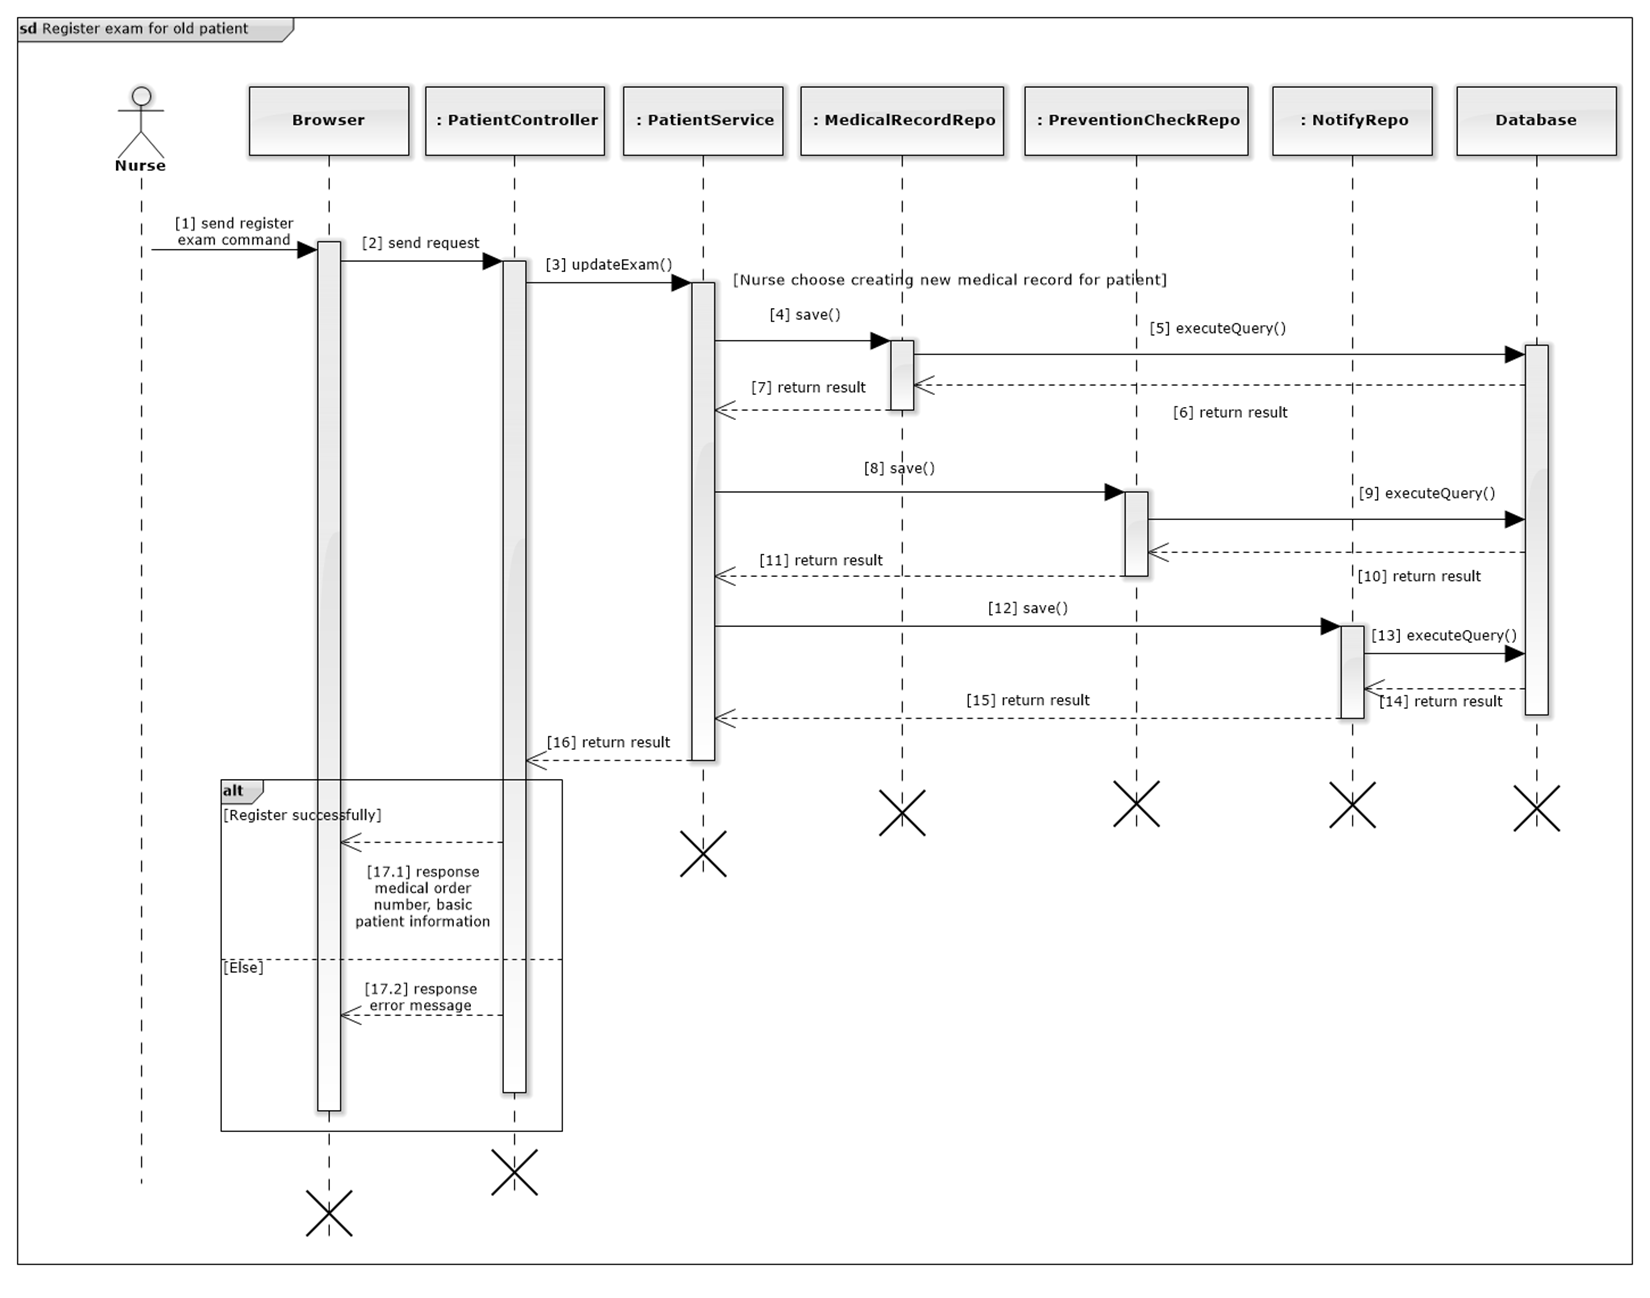 sd Register exam for old patient
Nurse
Browser
: PatientController
: PatientService
: MedicalRecordRepo
: PreventionCheckRepo
: NotifyRepo
Database
[1] send register
exam command
[2] send request
[3] updateExam()
[Nurse choose creating new medical record for patient]
[4] save()
[5] executeQuery()
[7] return result
[6] return result
[8] save()
[9] executeQuery()
[11] return result
[10] return result
[12] save()
[13] executeQuery()
[15] return result
[14] return result
[16] return result
alt
[Register successfully]
[17.1] response
medical order
number, basic
patient information
[Else]
[17.2] response
error message